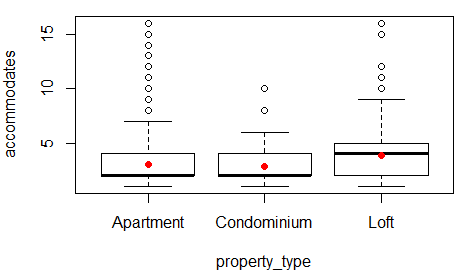 accommodates
15
10
5
Apartment Condominium Loft
property_type